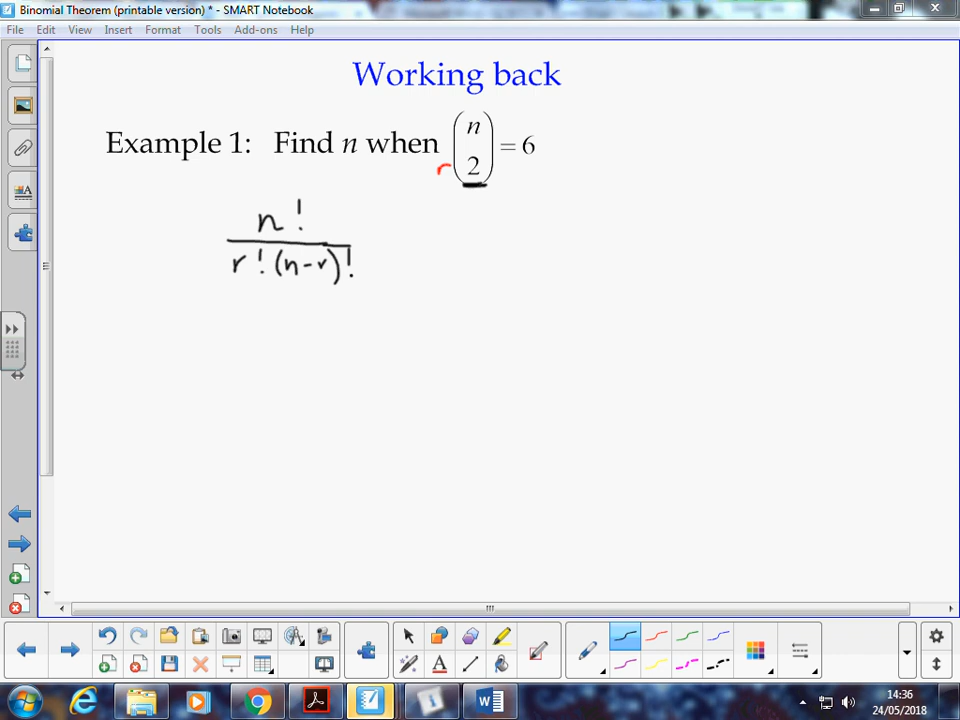 Binomial Theorem (printable version) * - SMART Notebook
File Edit View Insert Format Tools Add-ons Help
Working back
Example 1: Find n when (n
2) = 6
r
n!
r!(n-r)!
14:36
24/05/2018